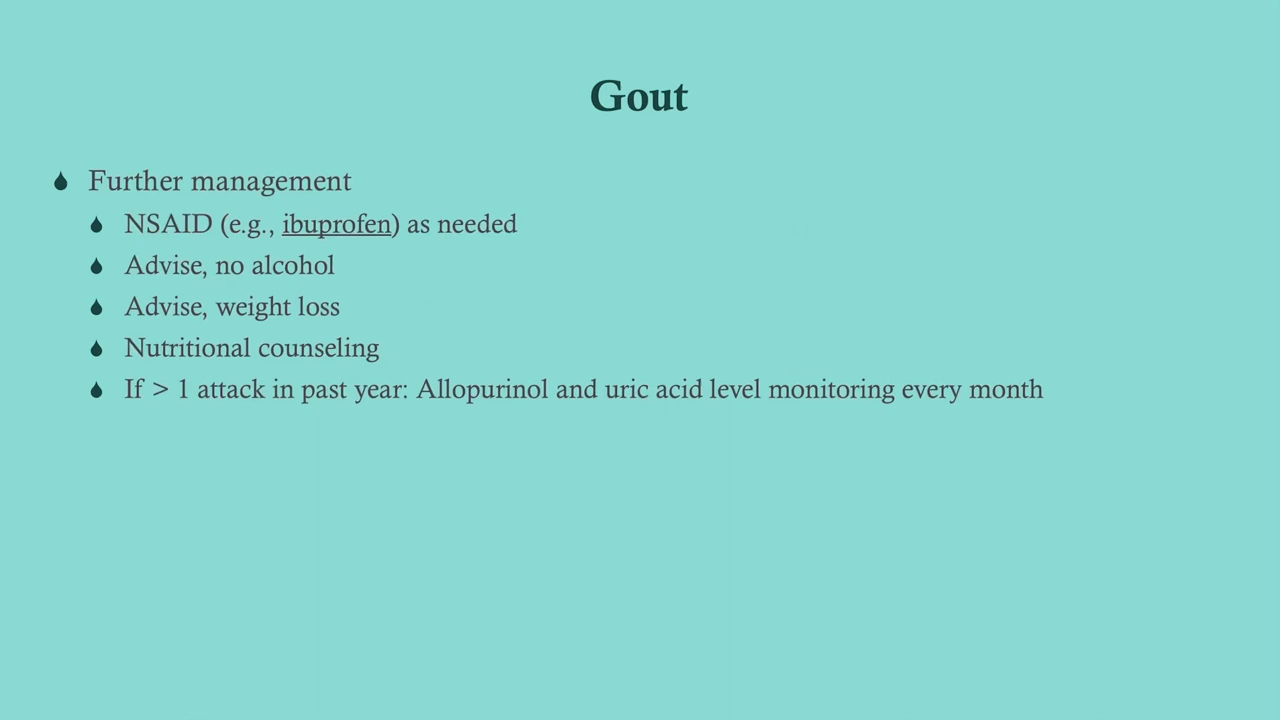 Gout
Further management
NSAID (e.g., ibuprofen) as needed
Advise, no alcohol
Advise, weight loss
Nutritional counseling
If > 1 attack in past year: Allopurinol and uric acid level monitoring every month